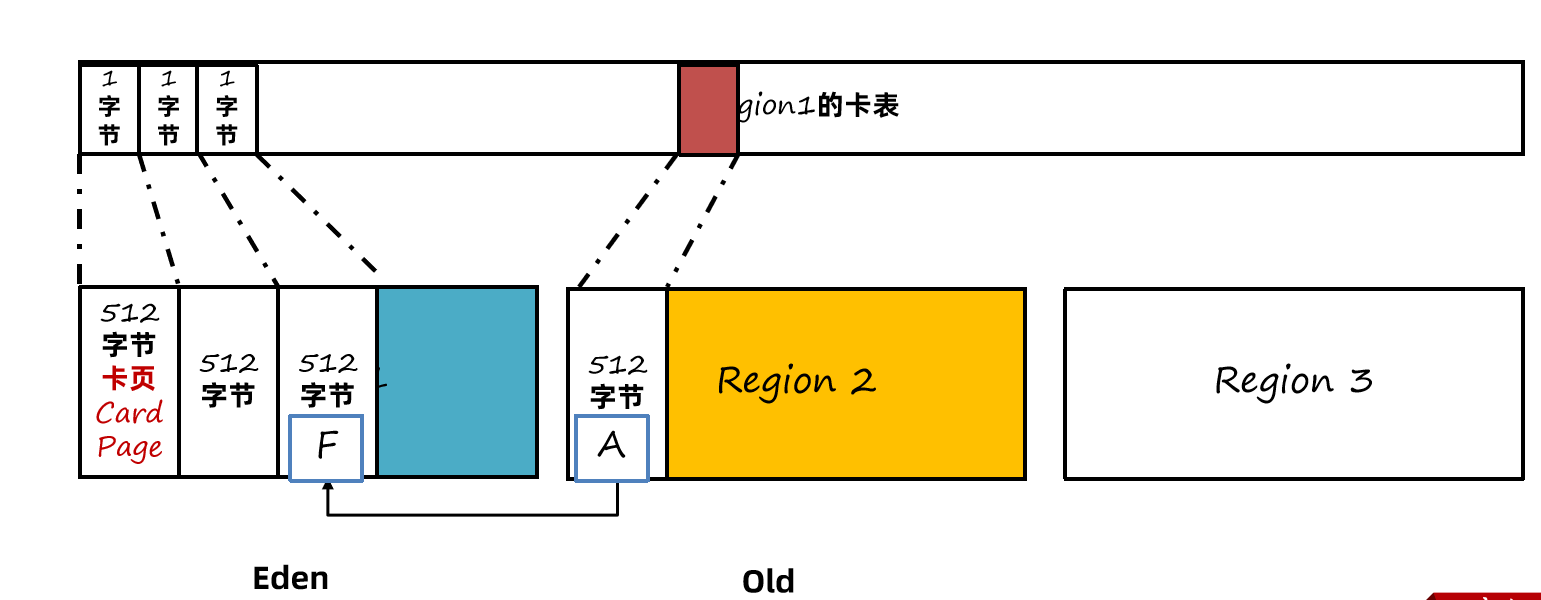 1
字
节
1
字
节
1
字
节
gion1的卡表
512
字节
卡页
Card
Page
512
字节
512
字节
F
512
字节
A
Region 2
Region 3
Eden
Old